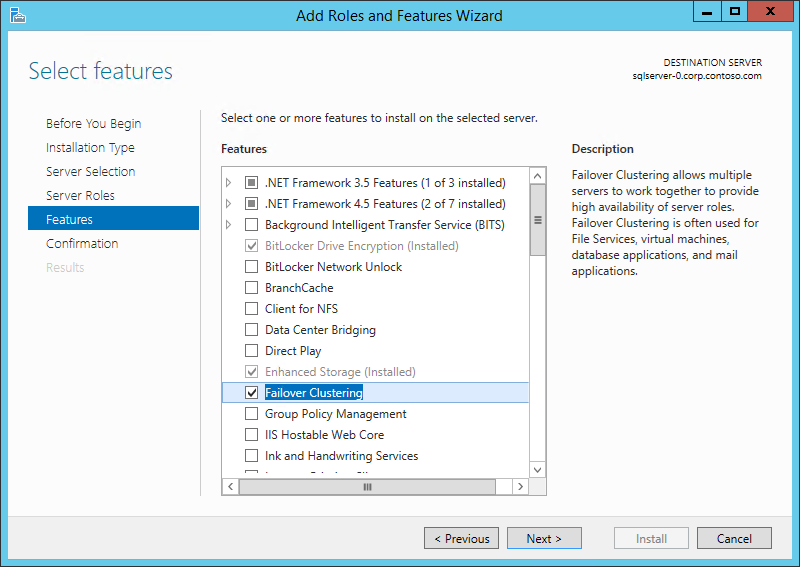 Add Roles and Features Wizard
Select features
DESTINATION SERVER
sqlserver-0.corp.contoso.com
Before You Begin
Installation Type
Server Selection
Server Roles
Features
Confirmation
Results
Select one or more features to install on the selected server.
Features
.NET Framework 3.5 Features (1 of 3 installed)
.NET Framework 4.5 Features (2 of 7 installed)
Background Intelligent Transfer Service (BITS)
BitLocker Drive Encryption (Installed)
BitLocker Network Unlock
BranchCache
Client for NFS
Data Center Bridging
Direct Play
Enhanced Storage (Installed)
Failover Clustering
Group Policy Management
IIS Hostable Web Core
Ink and Handwriting Services
Description
Failover Clustering allows multiple
servers to work together to provide
high availability of server roles.
Failover Clustering is often used for
File Services, virtual machines,
database applications, and mail
applications.
< Previous
Next >
Install
Cancel